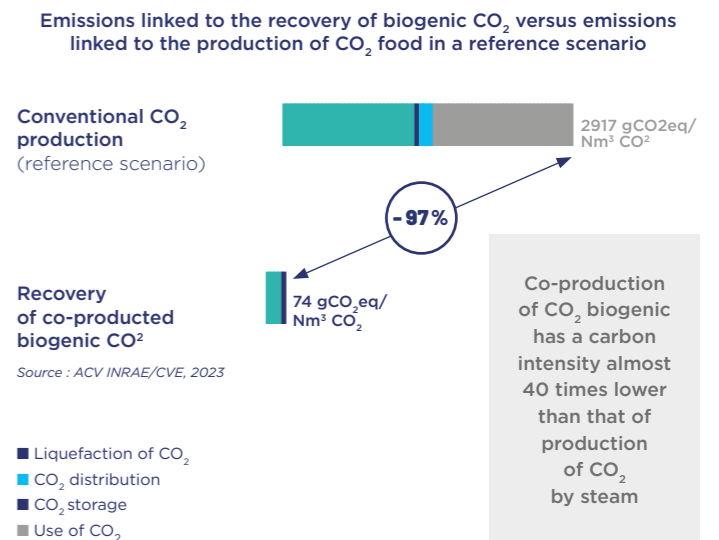 Emissions linked to the recovery of biogenic CO₂ versus emissions
linked to the production of CO₂ food in a reference scenario
Conventional CO₂
production
(reference scenario)
2917 gCO2eq/
Nm³ CO²
- 97%
Recovery
of co-producted
biogenic CO²
74 gCO₂eq/
Nm³ CO₂
Source : ACV INRAE/CVE, 2023
Co-production
of CO₂ biogenic
has a carbon
intensity almost
40 times lower
than that of
production
of CO₂
by steam
Liquefaction of CO₂
CO₂ distribution
CO₂ storage
Use of CO₂